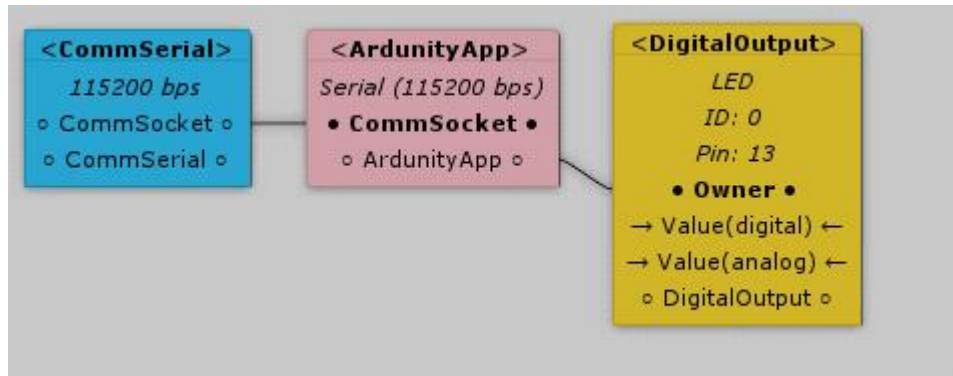 <CommSerial>
115200 bps
○ CommSocket ○
○ CommSerial ○
<ArdunityApp>
Serial (115200 bps)
● CommSocket ●
○ ArdunityApp ○
<DigitalOutput>
LED
ID: 0
Pin: 13
● Owner ●
→ Value(digital) ←
→ Value(analog) ←
○ DigitalOutput ○